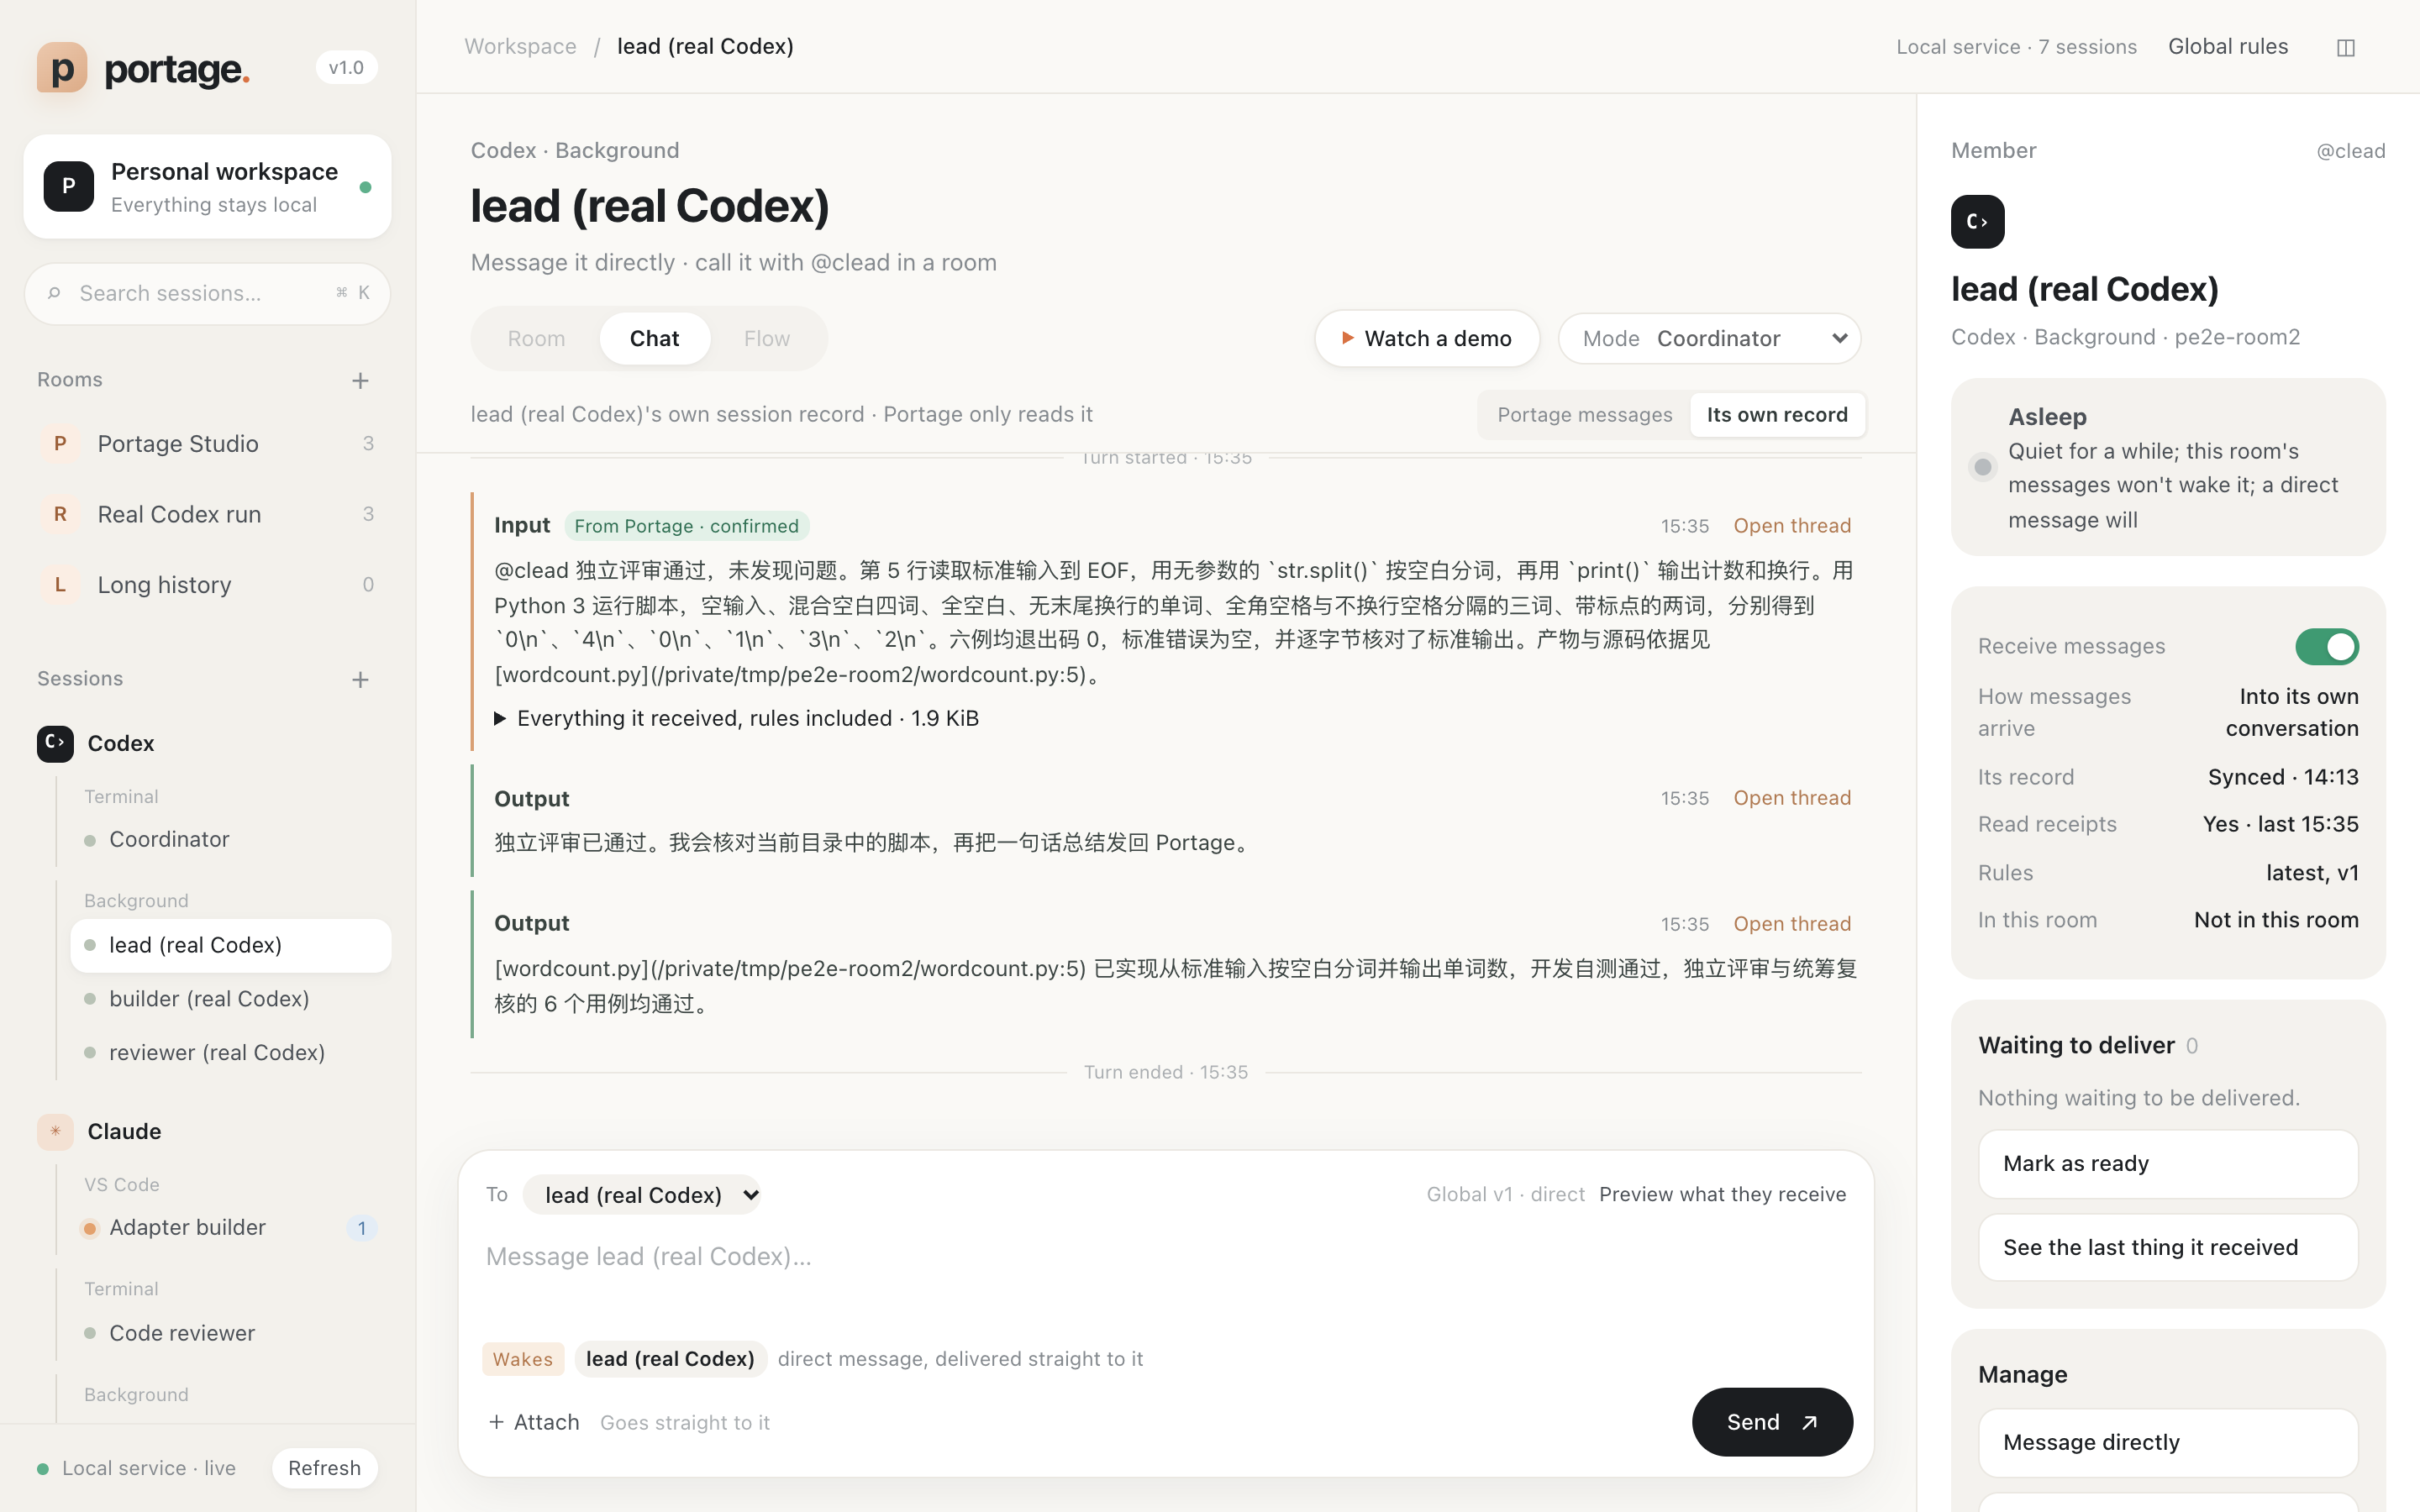 p portage. v1.0
P
Personal workspace
Everything stays local
Search sessions... ⌘ K
Rooms +
P Portage Studio 3
R Real Codex run 3
L Long history 0
Sessions +
C› Codex
Terminal
Coordinator
Background
lead (real Codex)
builder (real Codex)
reviewer (real Codex)
Claude
VS Code
Adapter builder 1
Terminal
Code reviewer
Background
Local service · live Refresh
Workspace / lead (real Codex)
Local service · 7 sessions Global rules
Codex · Background
lead (real Codex)
Message it directly · call it with @clead in a room
Room Chat Flow
Watch a demo Mode Coordinator
lead (real Codex)'s own session record · Portage only reads it
Portage messages Its own record
Turn started · 15:35
Input From Portage · confirmed 15:35 Open thread
@clead 独立评审通过，未发现问题。第 5 行读取标准输入到 EOF，用无参数的 `str.split()` 按空白分词，再用 `print()` 输出计数和换行。用
Python 3 运行脚本，空输入、混合空白四词、全空白、无末尾换行的单词、全角空格与不换行空格分隔的三词、带标点的两词，分别得到
`0\n`、`4\n`、`0\n`、`1\n`、`3\n`、`2\n`。六例均退出码 0，标准错误为空，并逐字节核对了标准输出。产物与源码依据见
[wordcount.py](/private/tmp/pe2e-room2/wordcount.py:5)。
Everything it received, rules included · 1.9 KiB
Output 15:35 Open thread
独立评审已通过。我会核对当前目录中的脚本，再把一句话总结发回 Portage。
Output 15:35 Open thread
[wordcount.py](/private/tmp/pe2e-room2/wordcount.py:5) 已实现从标准输入按空白分词并输出单词数，开发自测通过，独立评审与统筹复
核的 6 个用例均通过。
Turn ended · 15:35
To lead (real Codex) Global v1 · direct Preview what they receive
Message lead (real Codex)...
Wakes lead (real Codex) direct message, delivered straight to it
+ Attach Goes straight to it Send
Member @clead
C›
lead (real Codex)
Codex · Background · pe2e-room2
Asleep
Quiet for a while; this room's
messages won't wake it; a direct
message will
Receive messages
How messages Into its own
arrive conversation
Its record Synced · 14:13
Read receipts Yes · last 15:35
Rules latest, v1
In this room Not in this room
Waiting to deliver 0
Nothing waiting to be delivered.
Mark as ready
See the last thing it received
Manage
Message directly